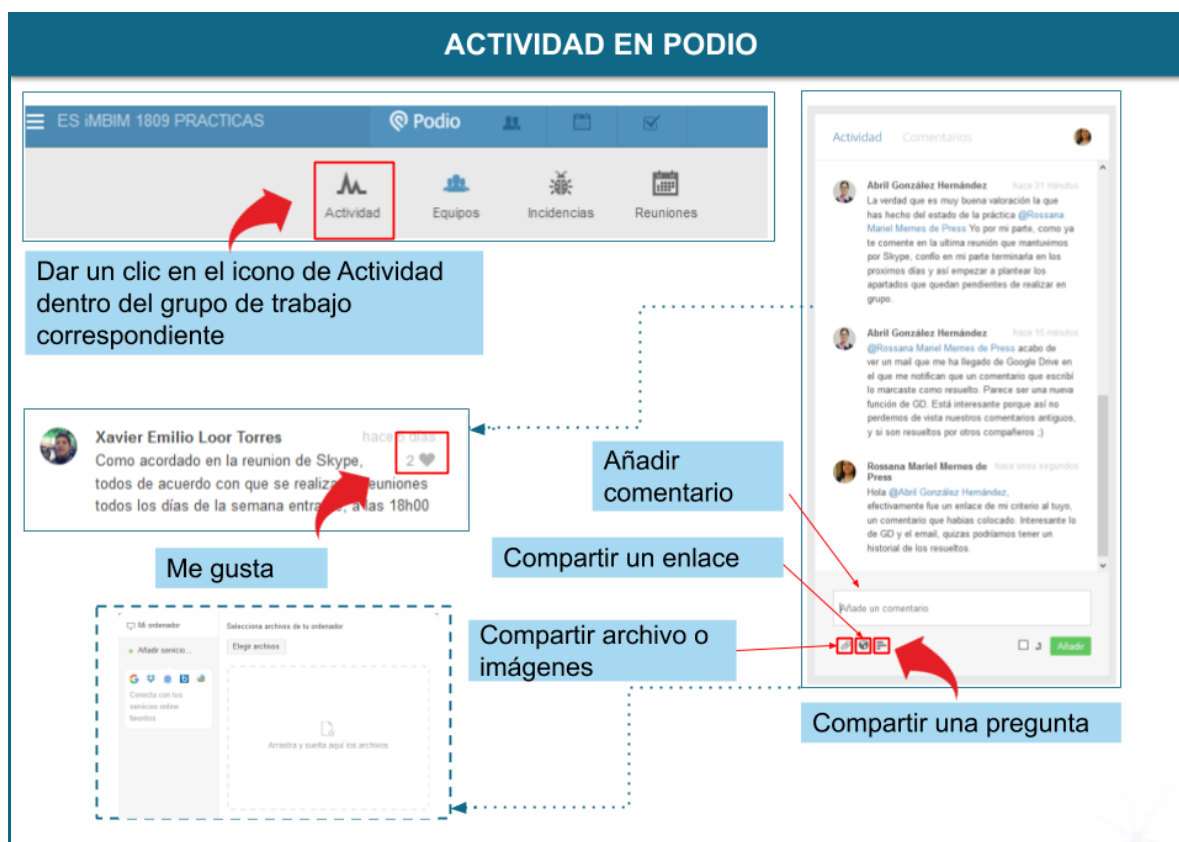 ACTIVIDAD EN PODIO
ES iMBIM 1809 PRACTICAS
Podio
Actividad
Equipos
Incidencias
Reuniones
Dar un clic en el icono de Actividad
dentro del grupo de trabajo
correspondiente
Xavier Emilio Loor Torres
hace 6 días
Como acordado en la reunion de Skype,
2
todos de acuerdo con que se realiza reuniones
todos los días de la semana entra a las 18h00
Me gusta
Mi ordenador
Selecciona archivos de tu ordenador
+ Añadir servicio...
Elegir archivos
Conecta con tus
servicios online
favoritos
Arrastra y suelta aquí los archivos
Actividad
Comentarios
Abril González Hernández
hace 31 minutos
La verdad que es muy buena valoración la que
has hecho del estado de la práctica @Rossana
Mariel Mernes de Press Yo por mi parte, como ya
te comente en la ultima reunión que mantuvimos
por Skype, confío en mi parte terminarla en los
proximos días y así empezar a plantear los
apartados que quedan pendientes de realizar en
grupo.
Abril González Hernández
hace 15 minutos
@Rossana Mariel Mernes de Press acabo de
ver un mail que me ha llegado de Google Drive en
el que me notifican que un comentario que escribí
lo marcaste como resuelto. Parece ser una nueva
función de GD. Está interesante porque así no
perdemos de vista nuestros comentarios antiguos,
y si son resueltos por otros compañeros ;)
Rossana Mariel Mernes de
Press
hace unos segundos
Hola @Abril González Hernández,
efectivamente fue un enlace de mi criterio al tuyo,
un comentario que habias colocado. Interesante lo
de GD y el email, quizas podríamos tener un
historial de los resueltos.
Añade un comentario
Añadir
Añadir
comentario
Compartir un enlace
Compartir archivo o
imágenes
Compartir una pregunta